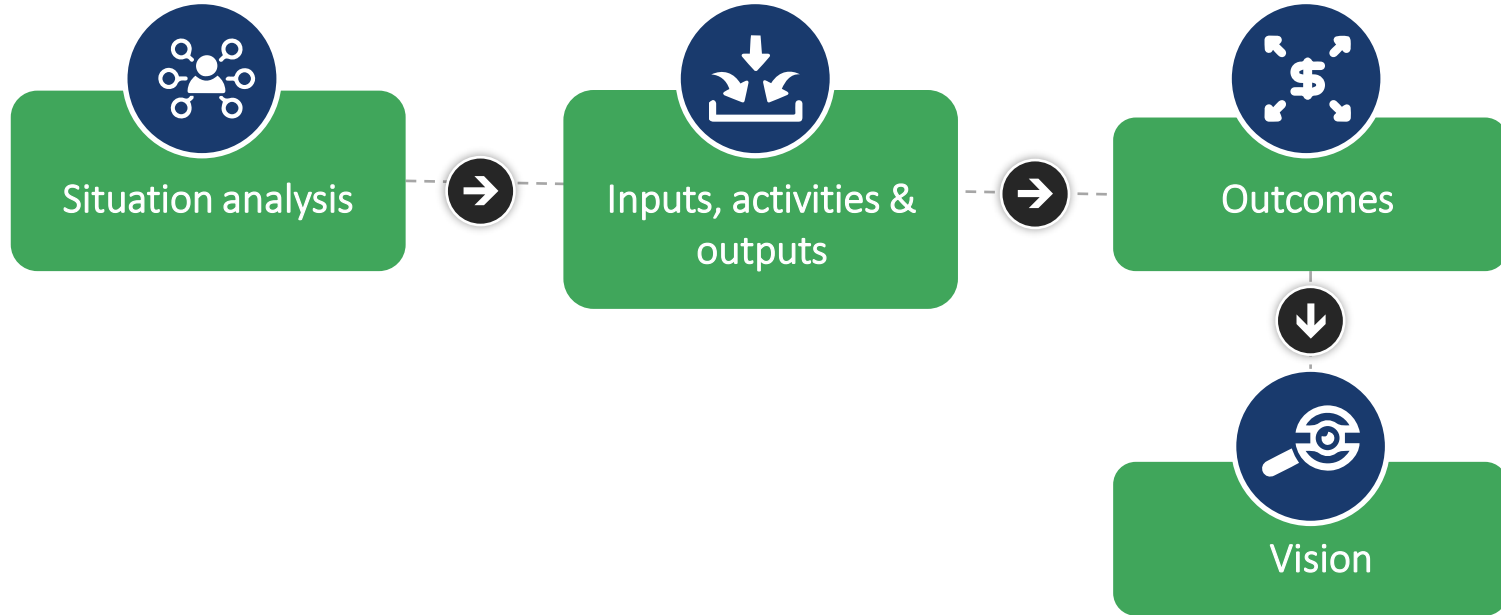 Situation analysis
Inputs, activities &
outputs
Outcomes
Vision